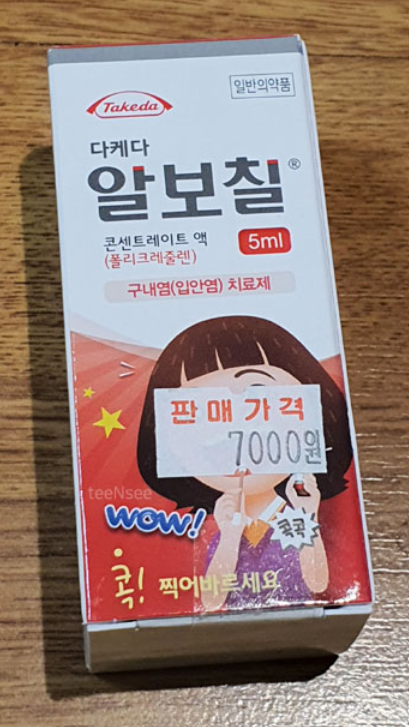 Takeda
일반의약품
다케다
알보칠®
콘센트레이트 액
5ml
(폴리크레줄렌)
구내염(입안염) 치료제
판매가격
7000원
teeNsee
wow!
콕콕
콕! 찍어바르세요